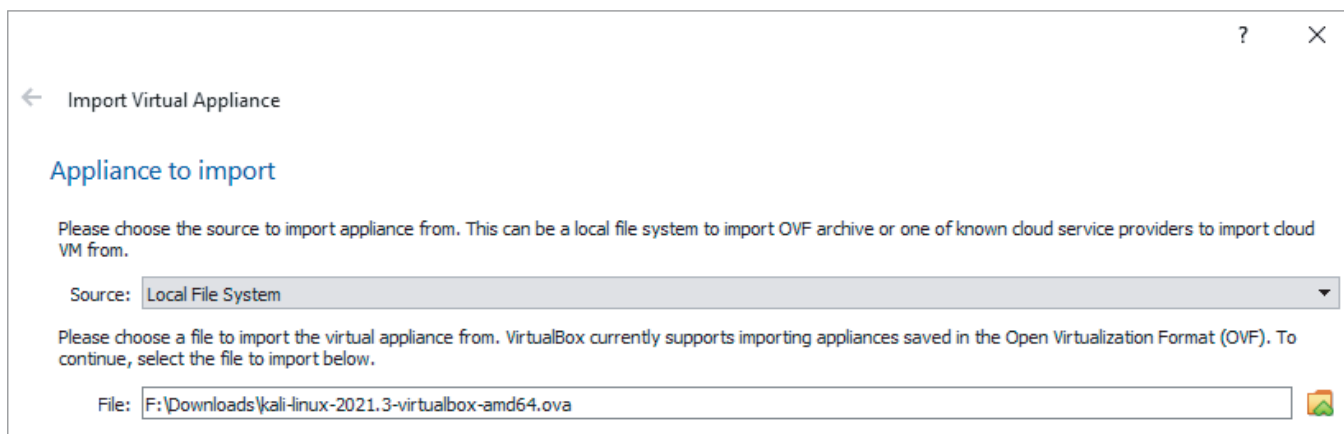 ?
Import Virtual Appliance
Appliance to import
Please choose the source to import appliance from. This can be a local file system to import OVF archive or one of known cloud service providers to import cloud
VM from.
Source: Local File System
Please choose a file to import the virtual appliance from. VirtualBox currently supports importing appliances saved in the Open Virtualization Format (OVF). To
continue, select the file to import below.
File: F:\Downloads\kali-linux-2021.3-virtualbox-amd64.ova